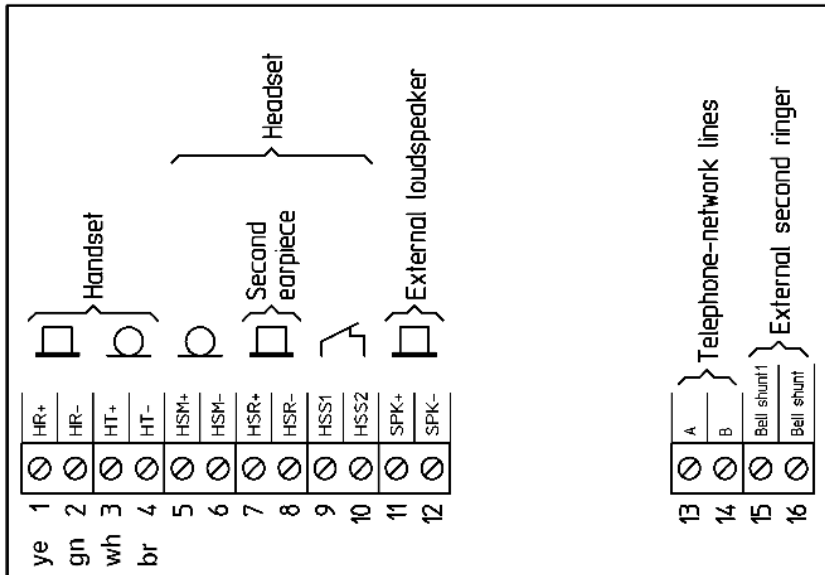 Headset
Handset
Second
earpiece
External loudspeaker
Telephone-network lines
External second ringer
HR+
HR-
HT+
HT-
HSM+
HSM-
HSR+
HSR-
HSS1
HSS2
SPK+
SPK-
A
B
Bell shunt1
Bell shunt
1 2 3 4 5 6 7 8 9 10 11 12 13 14 15 16
ye gn wh br